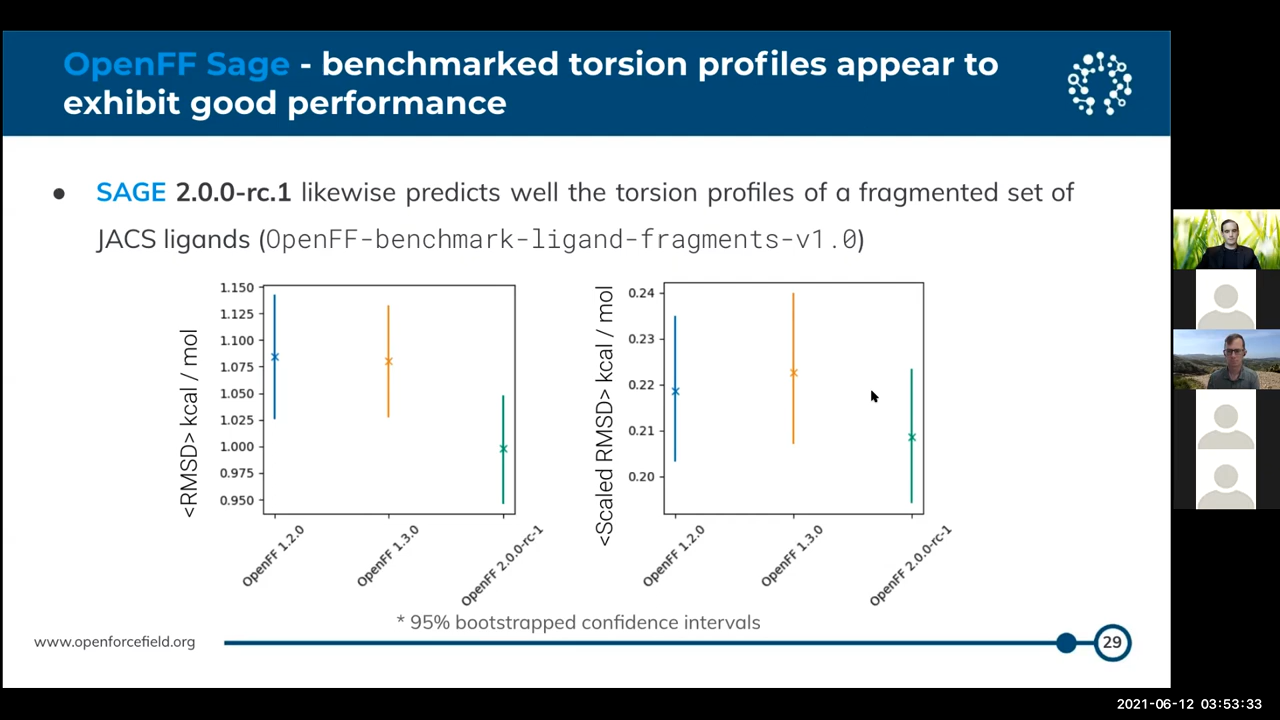 OpenFF Sage - benchmarked torsion profiles appear to
exhibit good performance
● SAGE 2.0.0-rc.1 likewise predicts well the torsion profiles of a fragmented set of
JACS ligands (OpenFF-benchmark-ligand-fragments-v1.0)
<RMSD> kcal / mol
1.150
1.125
1.100
1.075
1.050
1.025
1.000
0.975
0.950
OpenFF 1.2.0
OpenFF 1.3.0
OpenFF 2.0.0-rc-1
<Scaled RMSD> kcal / mol
0.24
0.23
0.22
0.21
0.20
OpenFF 1.2.0
OpenFF 1.3.0
OpenFF 2.0.0-rc-1
* 95% bootstrapped confidence intervals
www.openforcefield.org
29
2021-06-12 03:53:33